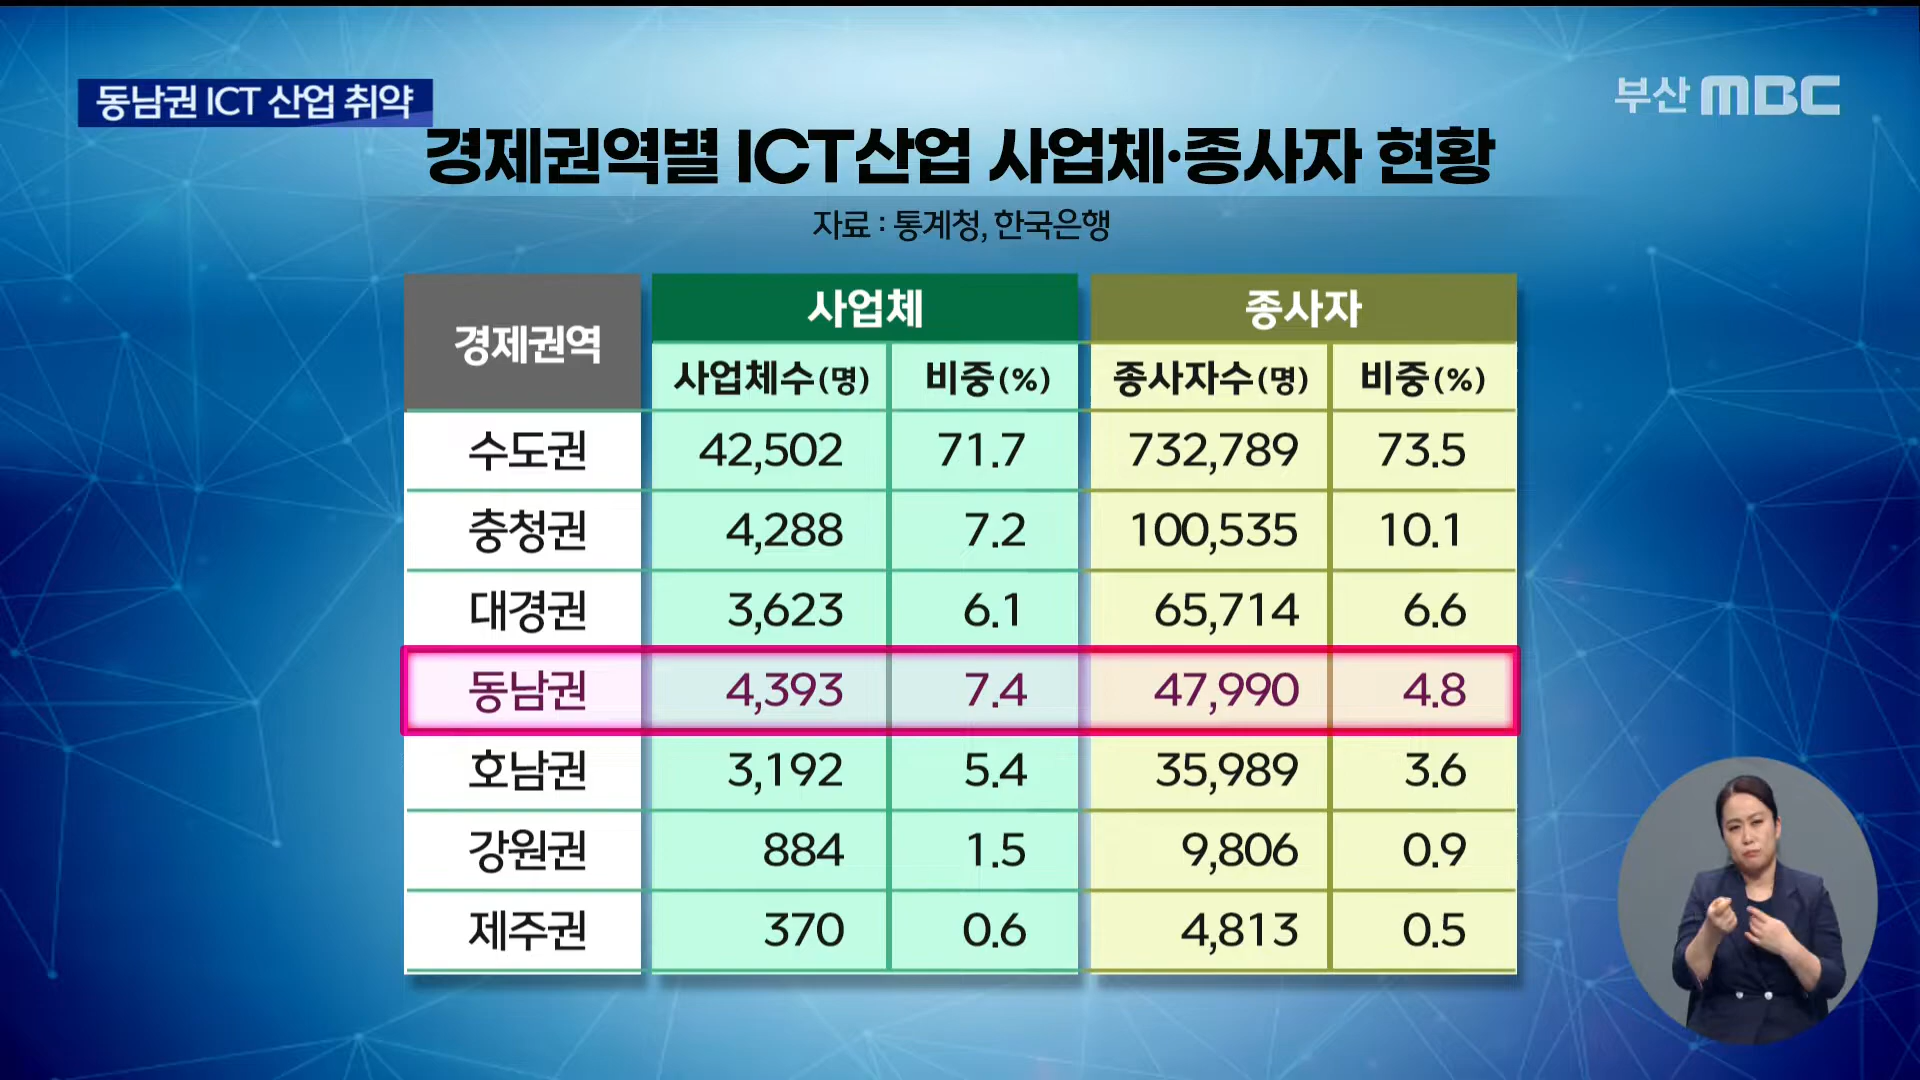 동남권 ICT 산업 취약
부산 MBC
경제권역별 ICT산업 사업체·종사자 현황
자료 : 통계청, 한국은행
경제권역 사업체 종사자
사업체수(명) 비중(%) 종사자수(명) 비중(%)
수도권 42,502 71.7 732,789 73.5
충청권 4,288 7.2 100,535 10.1
대경권 3,623 6.1 65,714 6.6
동남권 4,393 7.4 47,990 4.8
호남권 3,192 5.4 35,989 3.6
강원권 884 1.5 9,806 0.9
제주권 370 0.6 4,813 0.5